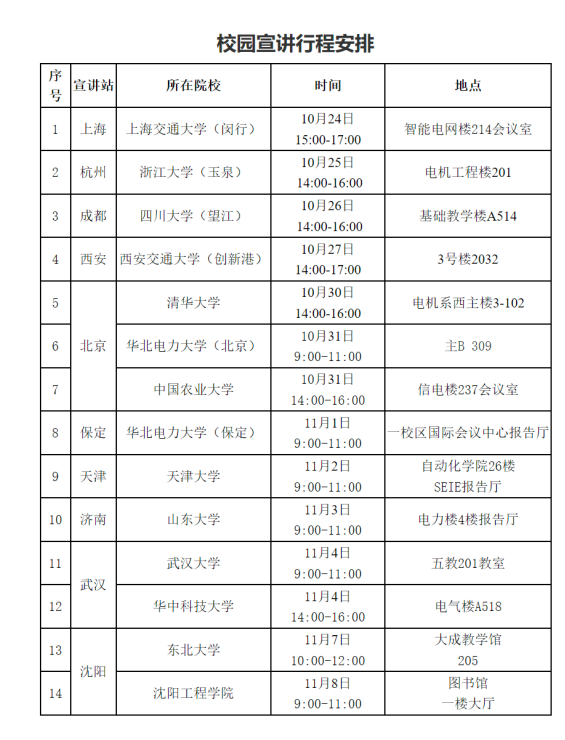 校园宣讲行程安排
序号 宣讲站 所在院校 时间 地点
1 上海 上海交通大学（闵行） 10月24日 15:00-17:00 智能电网楼214会议室
2 杭州 浙江大学（玉泉） 10月25日 14:00-16:00 电机工程楼201
3 成都 四川大学（望江） 10月26日 14:00-16:00 基础教学楼A514
4 西安 西安交通大学（创新港） 10月27日 14:00-17:00 3号楼2032
5 北京 清华大学 10月30日 14:00-16:00 电机系西主楼3-102
6 华北电力大学（北京） 10月31日 9:00-11:00 主B 309
7 中国农业大学 10月31日 14:00-16:00 信电楼237会议室
8 保定 华北电力大学（保定） 11月1日 9:00-11:00 一校区国际会议中心报告厅
9 天津 天津大学 11月2日 9:00-11:00 自动化学院26楼 SEIE报告厅
10 济南 山东大学 11月3日 9:00-11:00 电力楼4楼报告厅
11 武汉 武汉大学 11月4日 9:00-11:00 五教201教室
12 华中科技大学 11月4日 14:00-16:00 电气楼A518
13 沈阳 东北大学 11月7日 10:00-12:00 大成教学馆 205
14 沈阳工程学院 11月8日 9:00-11:00 图书馆 一楼大厅